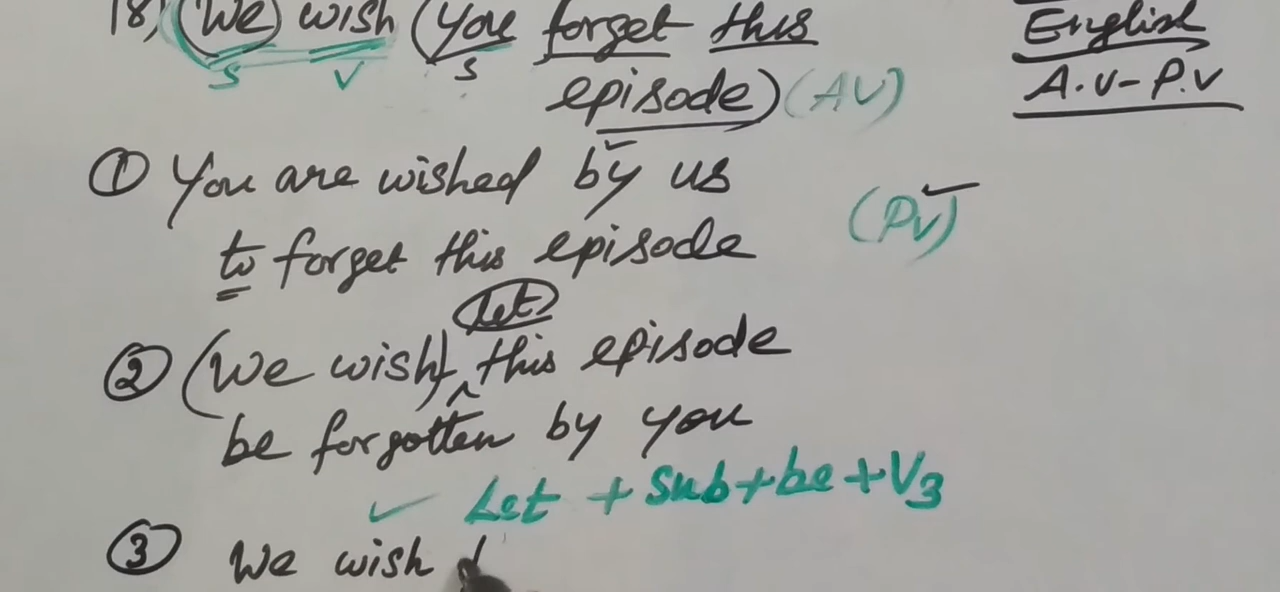 18) (We) wish (you forget this
S V S
episode) (AV)
English
A.V-P.V
① You are wished by us
to forget this episode
(PV)
Let
② (We wish) ^ this episode
be forgotten by you
✓ Let + Sub+be+V3
③ We wish